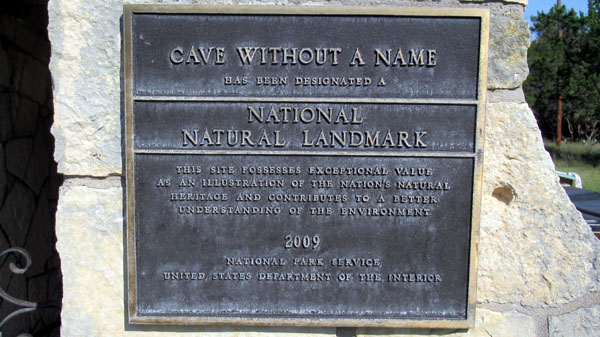 CAVE WITHOUT A NAME
HAS BEEN DESIGNATED A
NATIONAL
NATURAL LANDMARK
THIS SITE POSSESSES EXCEPTIONAL VALUE
AS AN ILLUSTRATION OF THE NATION'S NATURAL
HERITAGE AND CONTRIBUTES TO A BETTER
UNDERSTANDING OF THE ENVIRONMENT
2009
NATIONAL PARK SERVICE
UNITED STATES DEPARTMENT OF THE INTERIOR